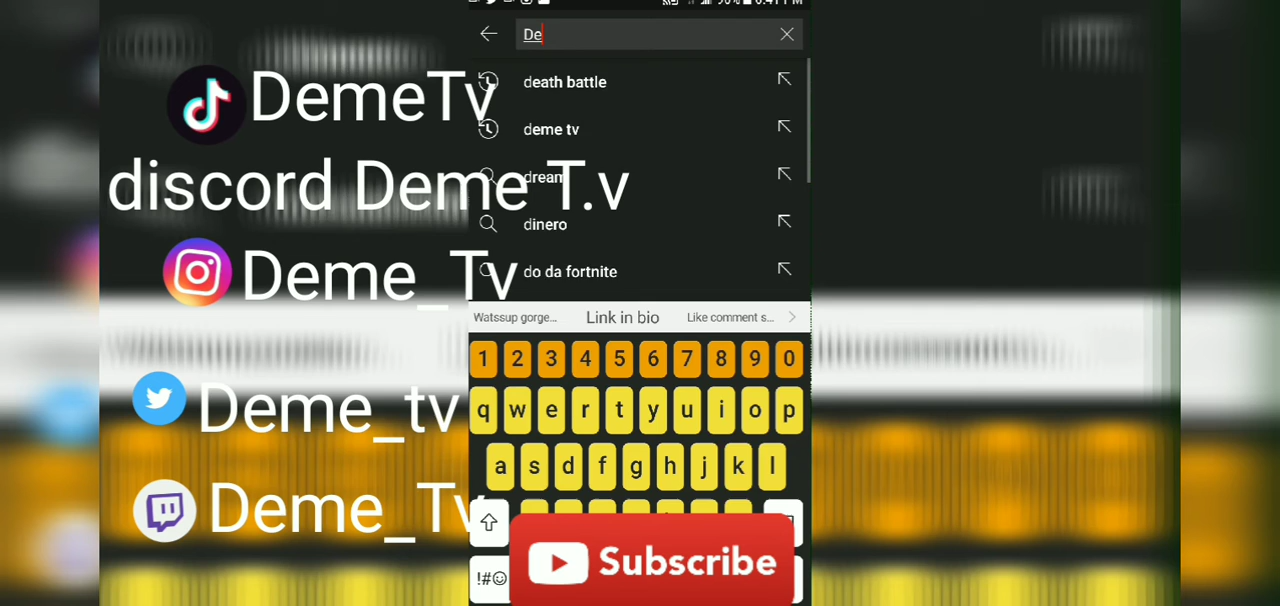 DemeTv
discord Deme T.v
Deme_Tv
Deme_tv
Deme_Tv
De
death battle
deme tv
dream
dinero
do da fortnite
Watssup gorge...
Link in bio
Like comment s...
1 2 3 4 5 6 7 8 9 0
q w e r t y u i o p
a s d f g h j k l
!#☺
Subscribe